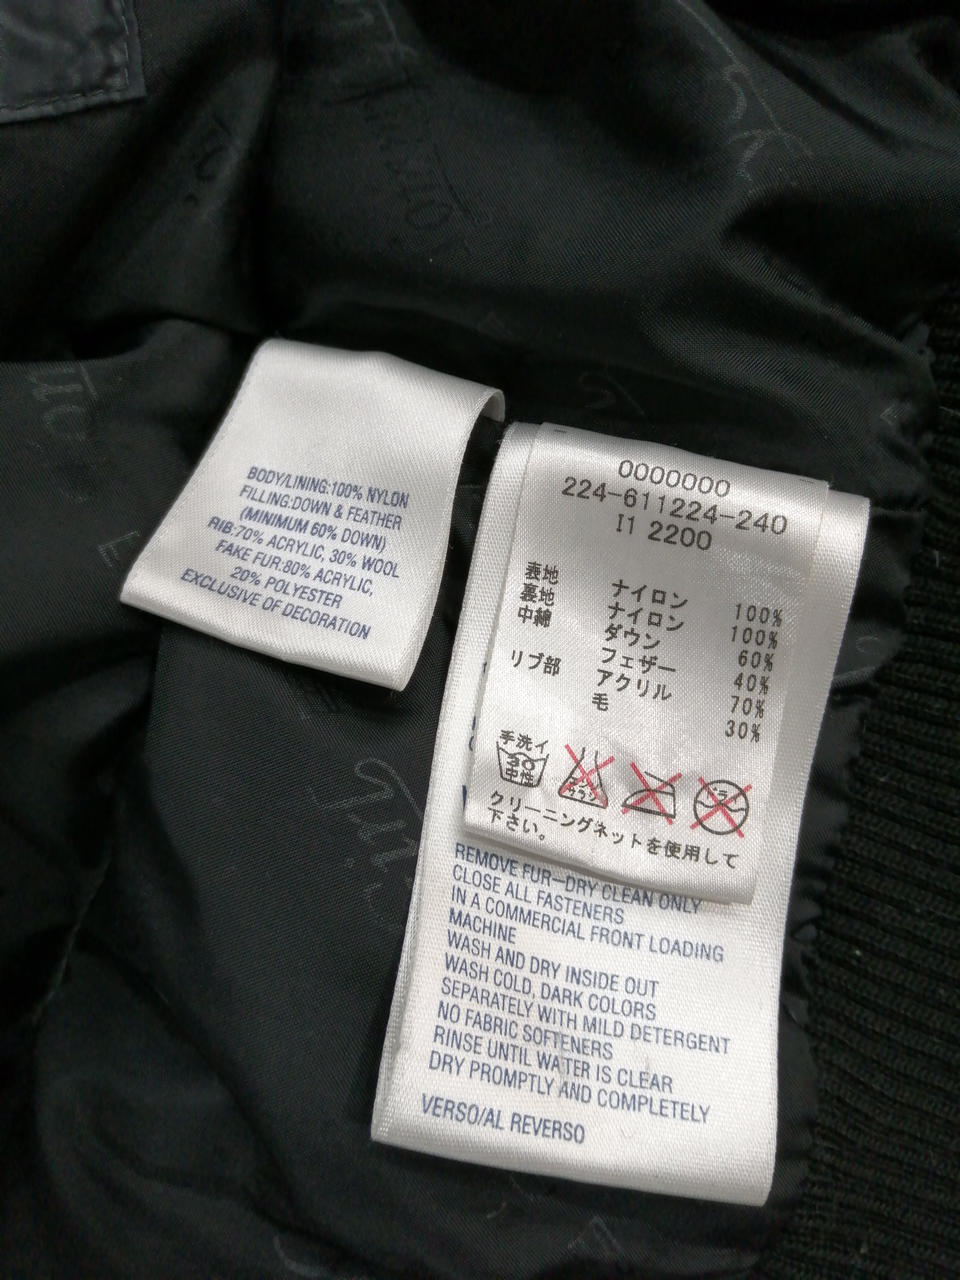 BODY/LINING:100% NYLON
FILLING:DOWN & FEATHER
(MINIMUM 60% DOWN)
RIB:70% ACRYLIC, 30% WOOL
FAKE FUR:80% ACRYLIC,
20% POLYESTER
EXCLUSIVE OF DECORATION
0000000
224-611224-240
I1 2200
表地 ナイロン 100%
裏地 ナイロン 100%
中綿 ダウン 60%
フェザー 40%
リブ部 アクリル 70%
毛 30%
手洗イ
30
中性
クリーニングネットを使用して
下さい。
REMOVE FUR—DRY CLEAN ONLY
CLOSE ALL FASTENERS
IN A COMMERCIAL FRONT LOADING
MACHINE
WASH AND DRY INSIDE OUT
WASH COLD, DARK COLORS
SEPARATELY WITH MILD DETERGENT
NO FABRIC SOFTENERS
RINSE UNTIL WATER IS CLEAR
DRY PROMPTLY AND COMPLETELY
VERSO/AL REVERSO